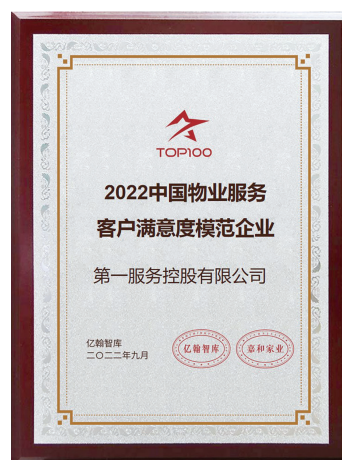 TOP100
2022中国物业服务
客户满意度模范企业
第一服务控股有限公司
亿翰智库
二〇二二年九月
亿翰智库
嘉和家业